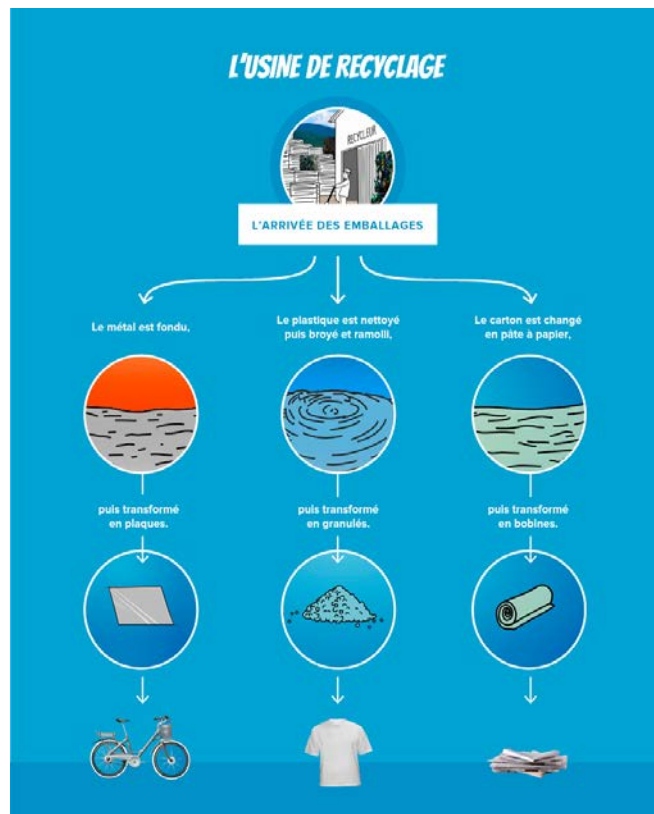 L'USINE DE RECYCLAGE
RECYCLEUR
L'ARRIVÉE DES EMBALLAGES
Le métal est fondu,
Le plastique est nettoyé
puis broyé et ramolli,
Le carton est changé
en pâte à papier,
puis transformé
en plaques.
puis transformé
en granulés.
puis transformé
en bobines.